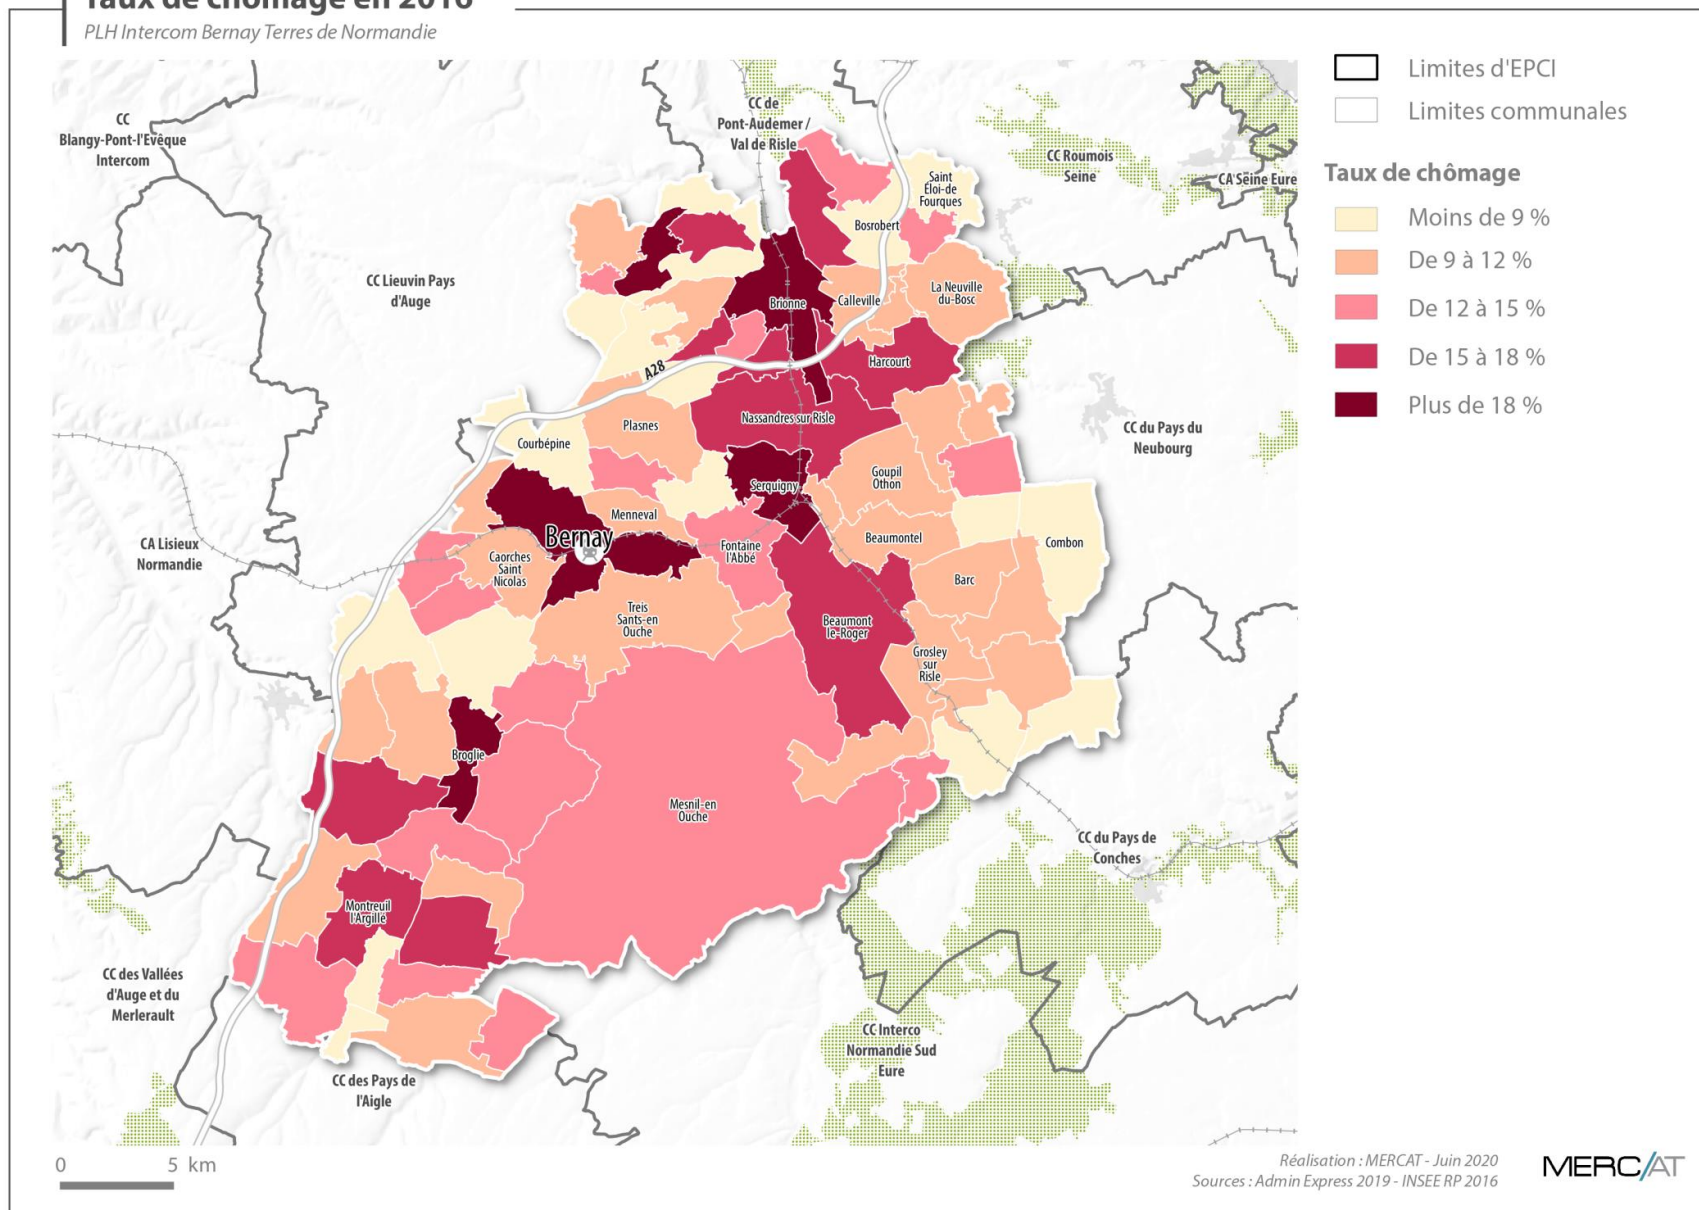 Taux de chômage en 2016
PLH Intercom Bernay Terres de Normandie
Limites d'EPCI
Limites communales
Taux de chômage
Moins de 9 %
De 9 à 12 %
De 12 à 15 %
De 15 à 18 %
Plus de 18 %
CC
Blangy-Pont-l'Evêque
Intercom
CC de
Pont-Audemer /
Val de Risle
CC Roumois
Seine
CA Seine Eure
Saint
Éloi-de
Fourques
Bosrobert
CC Lieuvin Pays
d'Auge
Brionne
Calleville
La Neuville
du-Bosc
A28
Harcourt
Plasnes
Nassandres sur Risle
CC du Pays du
Neubourg
Courbépine
Goupil
Othon
Serquigny
Menneval
Bernay
CA Lisieux
Normandie
Caorches
Saint
Nicolas
Fontaine
l'Abbé
Beaumontel
Combon
Barc
Treis
Sants-en
Ouche
Beaumont
le-Roger
Grosley
sur
Risle
Broglie
Mesnil-en
Ouche
CC du Pays de
Conches
Montreuil
l'Argillé
CC des Vallées
d'Auge et du
Merlerault
CC Interco
Normandie Sud
Eure
CC des Pays de
l'Aigle
0 5 km
Réalisation : MERCAT - Juin 2020
Sources : Admin Express 2019 - INSEE RP 2016
MERC/AT